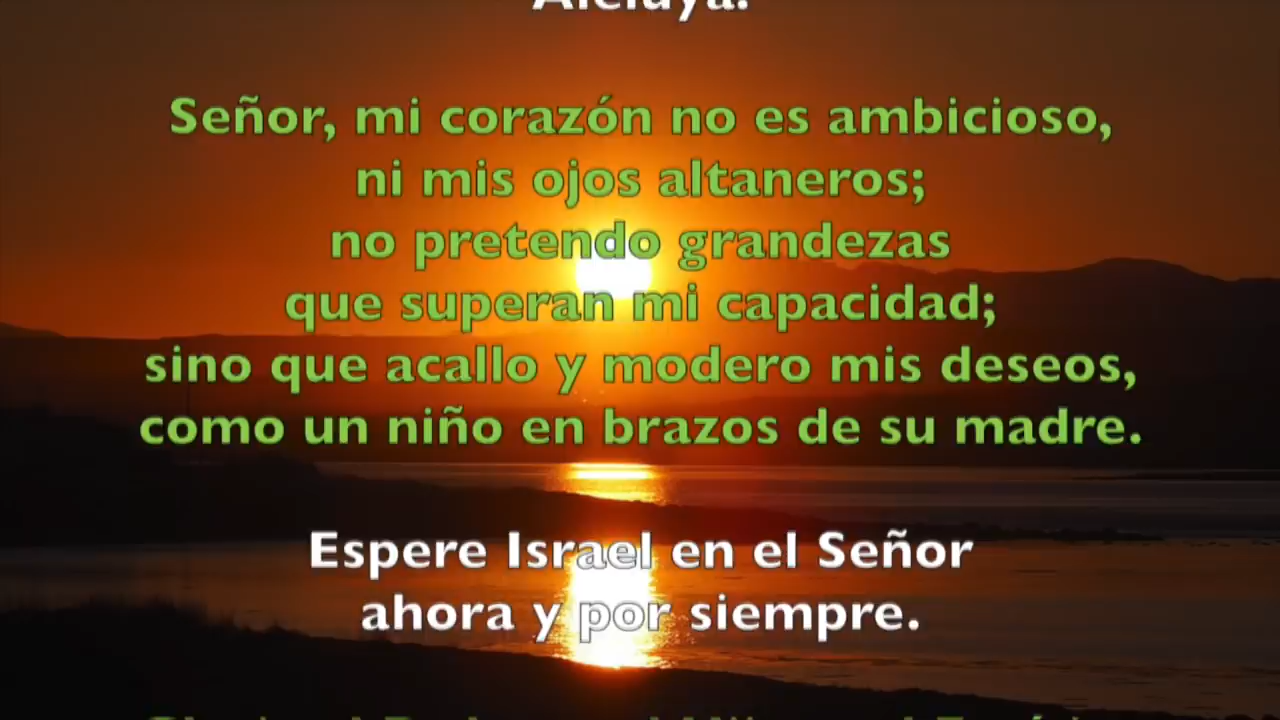 Aleluya.
Señor, mi corazón no es ambicioso,
ni mis ojos altaneros;
no pretendo grandezas
que superan mi capacidad;
sino que acallo y modero mis deseos,
como un niño en brazos de su madre.
Espere Israel en el Señor
ahora y por siempre.